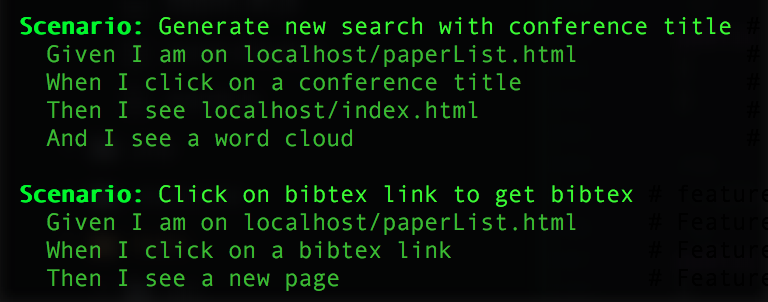 Scenario: Generate new search with conference title #
Given I am on localhost/paperList.html #
When I click on a conference title #
Then I see localhost/index.html #
And I see a word cloud #
Scenario: Click on bibtex link to get bibtex # feature
Given I am on localhost/paperList.html # Feature
When I click on a bibtex link # Feature
Then I see a new page # Feature